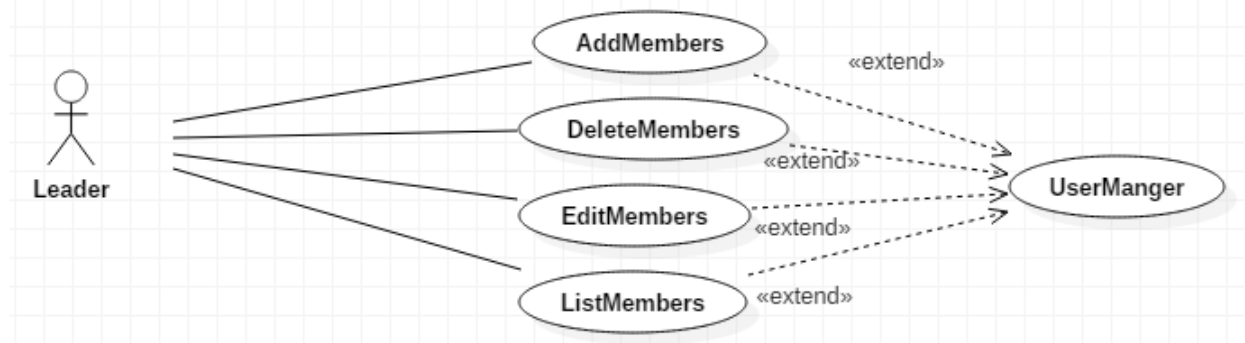 AddMembers
«extend»
DeleteMembers
«extend»
Leader
UserManger
EditMembers
«extend»
ListMembers
«extend»